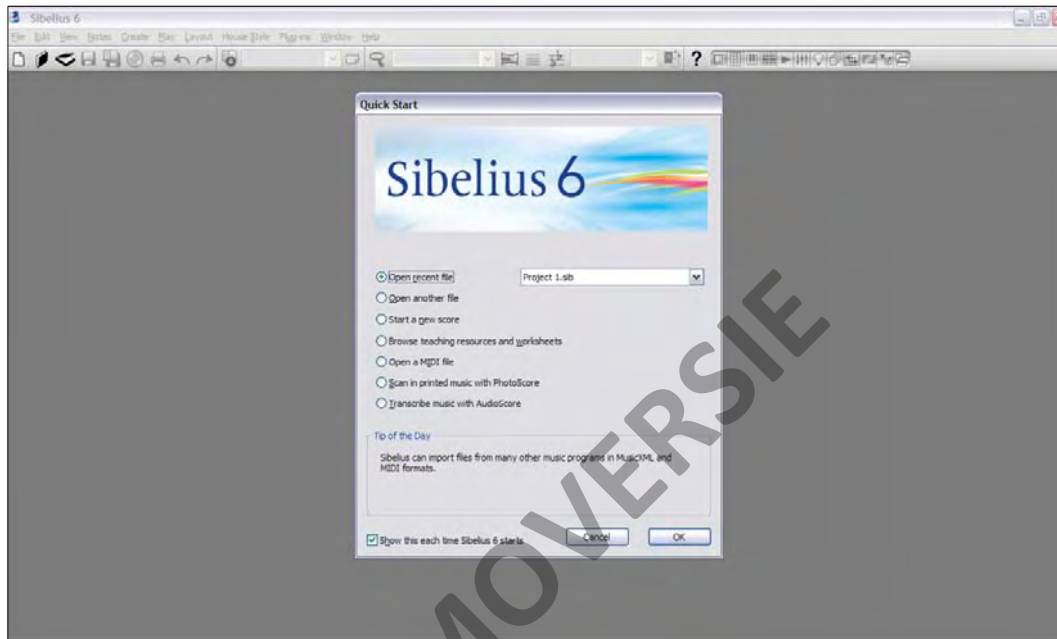 Sibelius 6
File Edit View Notes Create Play Layout House Style Plug-ins Window Help
?
Quick Start
Sibelius 6
Open recent file Project 1.sib
Open another file
Start a new score
Browse teaching resources and worksheets
Open a MIDI file
Scan in printed music with PhotoScore
Transcribe music with AudioScore
Tip of the Day
Sibelius can import files from many other music programs in MusicXML and
MIDI formats.
Show this each time Sibelius 6 starts Cancel OK
MOVERSIE